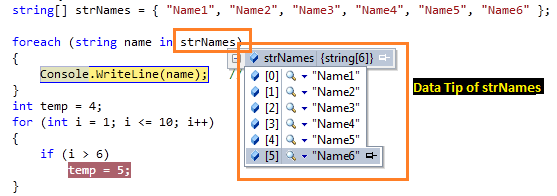 string[] strNames = { "Name1", "Name2", "Name3", "Name4", "Name5", "Name6" };
foreach (string name in strNames)
{
strNames {string[6]}
Console.WriteLine(name); //
[0] "Name1"
}
[1] "Name2"
Data Tip of strNames
int temp = 4;
[2] "Name3"
for (int i = 1; i <= 10; i++)
[3] "Name4"
{
[4] "Name5"
if (i > 6)
[5] "Name6"
temp = 5;
}